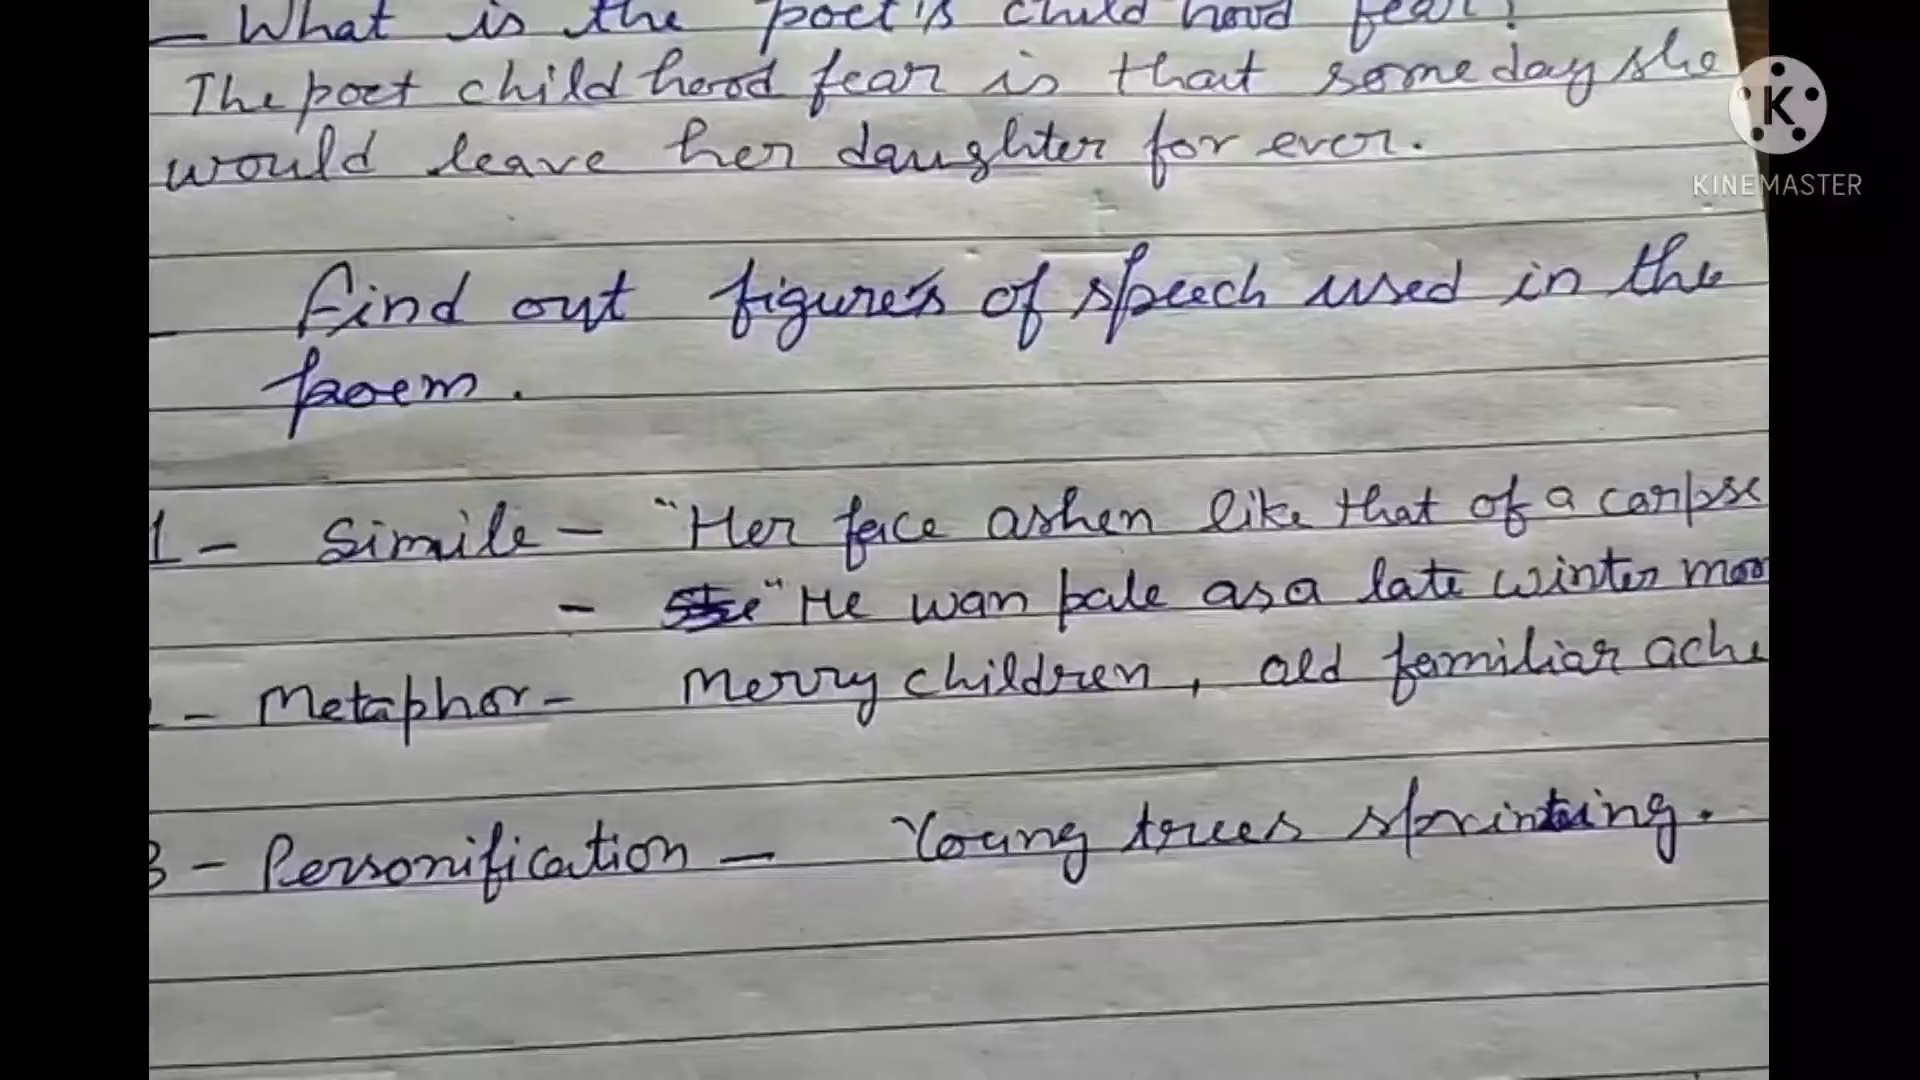 - What is the poet's child hood fear?
The poet child hood fear is that some day she
would leave her daughter for ever.
Find out figure's of speech used in the
poem.
1 - Simile - "Her face ashen like that of a corpse
- "He wan pale as a late winter moo
- Metaphor - Merry children, old familiar ache
3 - Personification - Young trees sprinting.
K
KINEMASTER